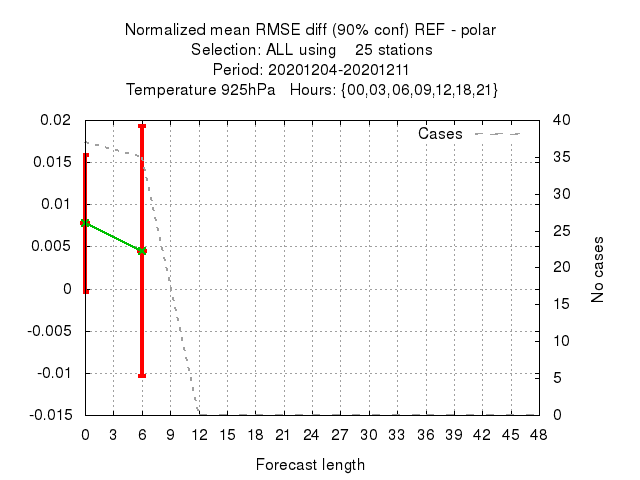 Normalized mean RMSE diff (90% conf) REF - polar
Selection: ALL using 25 stations
Period: 20201204-20201211
Temperature 925hPa Hours: {00,03,06,09,12,18,21}
Cases
0.02
0.015
0.01
0.005
0
-0.005
-0.01
-0.015
40
35
30
25
20
15
10
5
0
No cases
0 3 6 9 12 15 18 21 24 27 30 33 36 39 42 45 48
Forecast length